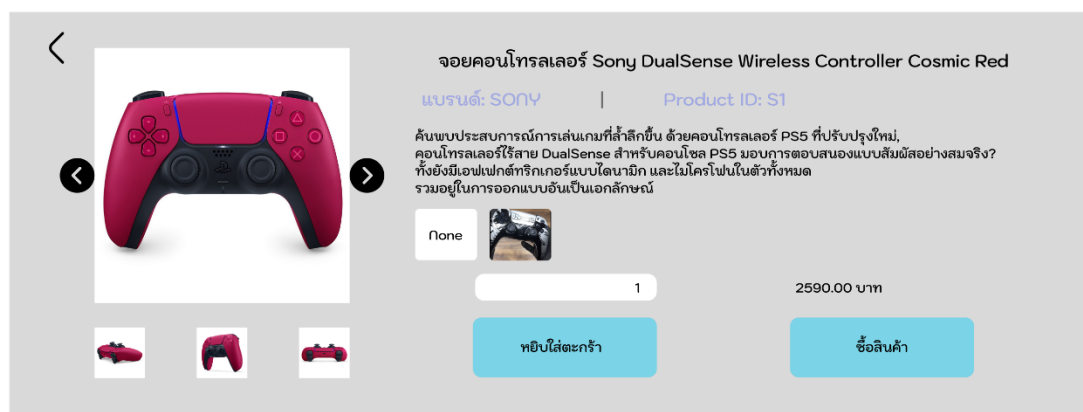 จอยคอนโทรลเลอร์ Sony DualSense Wireless Controller Cosmic Red
แบรนด์: SONY | Product ID: S1
ค้นพบประสบการณ์การเล่นเกมที่ล้ำลึกขึ้น ด้วยคอนโทรลเลอร์ PS5 ที่ปรับปรุงใหม่,
คอนโทรลเลอร์ไร้สาย DualSense สำหรับคอนโซล PS5 มอบการตอบสนองแบบสัมผัสอย่างสมจริง?
ทั้งยังมีเอฟเฟกต์ทริกเกอร์แบบไดนามิก และไมโครโฟนในตัวทั้งหมด
รวมอยู่ในการออกแบบอันเป็นเอกลักษณ์
None
1
2590.00 บาท
หยิบใส่ตะกร้า
ซื้อสินค้า